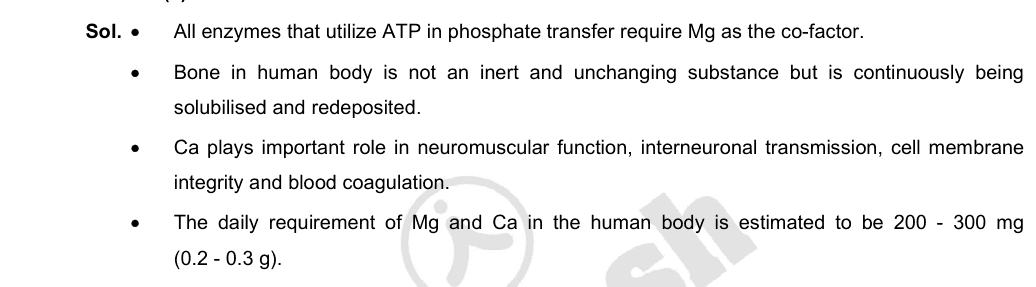 Sol. • All enzymes that utilize ATP in phosphate transfer require Mg as the co-factor.
• Bone in human body is not an inert and unchanging substance but is continuously being
solubilised and redeposited.
• Ca plays important role in neuromuscular function, interneuronal transmission, cell membrane
integrity and blood coagulation.
• The daily requirement of Mg and Ca in the human body is estimated to be 200 - 300 mg
(0.2 - 0.3 g).